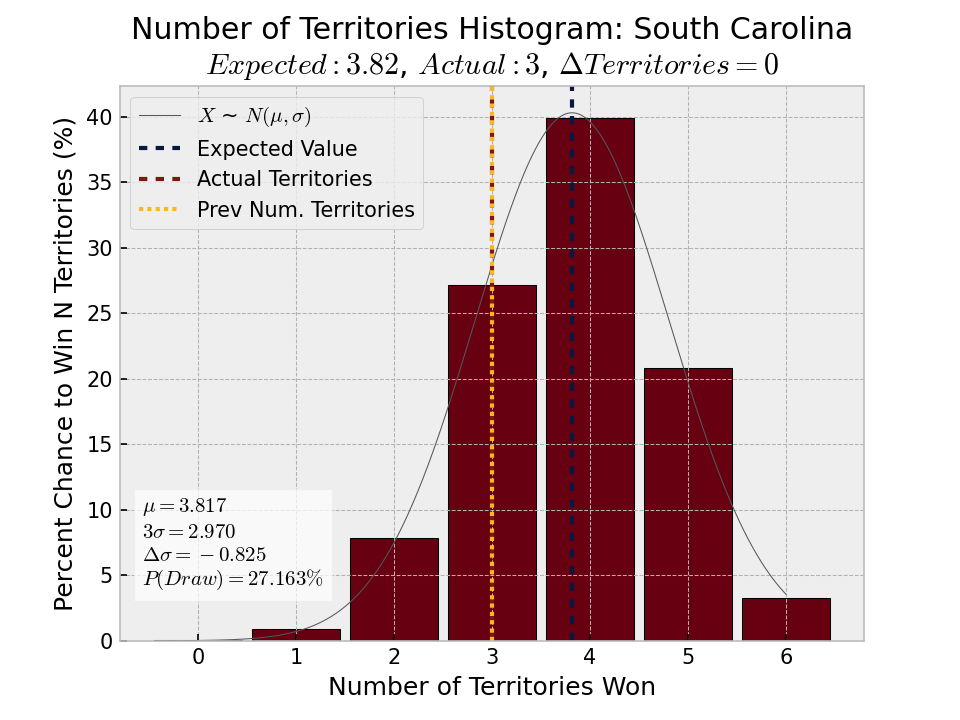 Number of Territories Histogram: South Carolina
Expected : 3.82, Actual : 3, ΔTerritories = 0
Percent Chance to Win N Territories (%)
40
35
30
25
20
15
10
5
0
X ∼ N(μ, σ)
Expected Value
Actual Territories
Prev Num. Territories
μ = 3.817
3σ = 2.970
Δσ = − 0.825
P(Draw) = 27.163%
0 1 2 3 4 5 6
Number of Territories Won